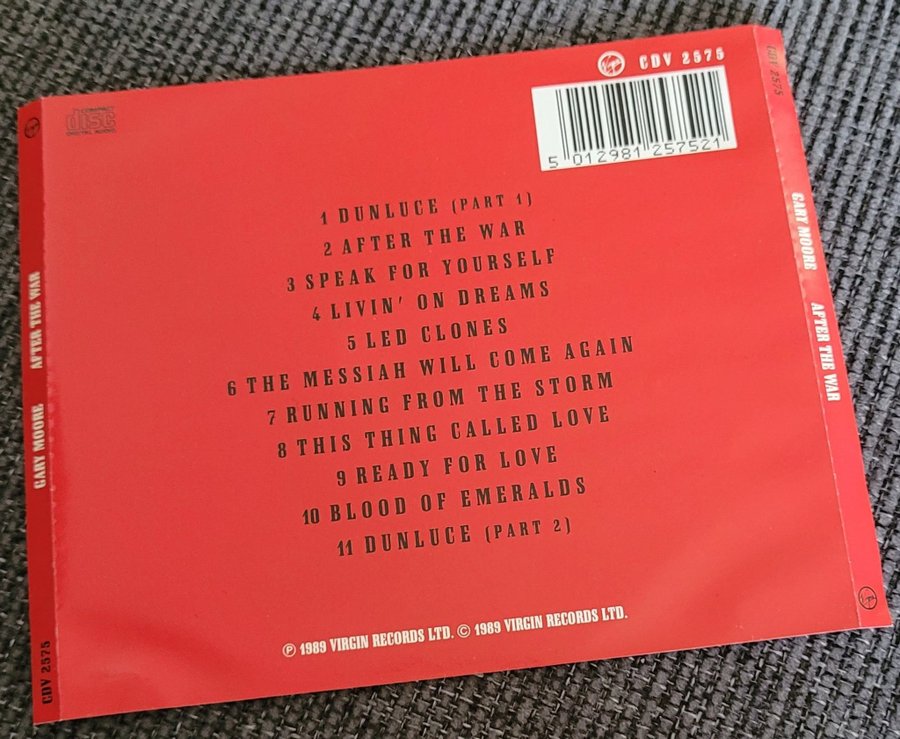 COMPACT
disc
DIGITAL AUDIO
Virgin CDV 2575
5 012981 257521
1 DUNLUCE (PART 1)
2 AFTER THE WAR
3 SPEAK FOR YOURSELF
4 LIVIN' ON DREAMS
5 LED CLONES
6 THE MESSIAH WILL COME AGAIN
7 RUNNING FROM THE STORM
8 THIS THING CALLED LOVE
9 READY FOR LOVE
10 BLOOD OF EMERALDS
11 DUNLUCE (PART 2)
℗ 1989 VIRGIN RECORDS LTD. © 1989 VIRGIN RECORDS LTD.
CDV 2575 GARY MOORE AFTER THE WAR
CDV 2575 GARY MOORE AFTER THE WAR Virgin